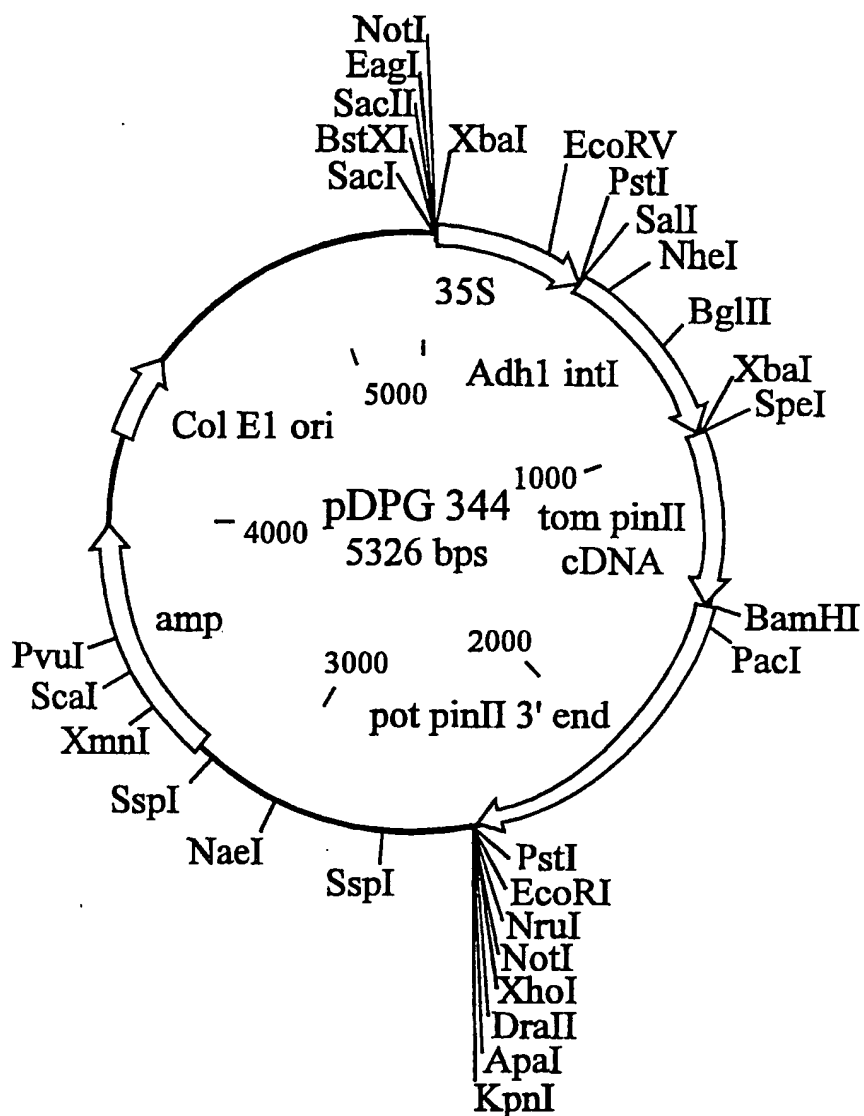 NotI
EagI
SacII
BstXI
SacI
XbaI
EcoRV
PstI
SalI
NheI
BglII
XbaI
SpeI
35S
Adh1 intI
5000
Col E1 ori
1000
pDPG 344
5326 bps
4000
tom pinII
cDNA
amp
BamHI
PacI
2000
3000
pot pinII 3' end
PvuI
ScaI
XmnI
SspI
NaeI
SspI
PstI
EcoRI
NruI
NotI
XhoI
DraII
ApaI
KpnI